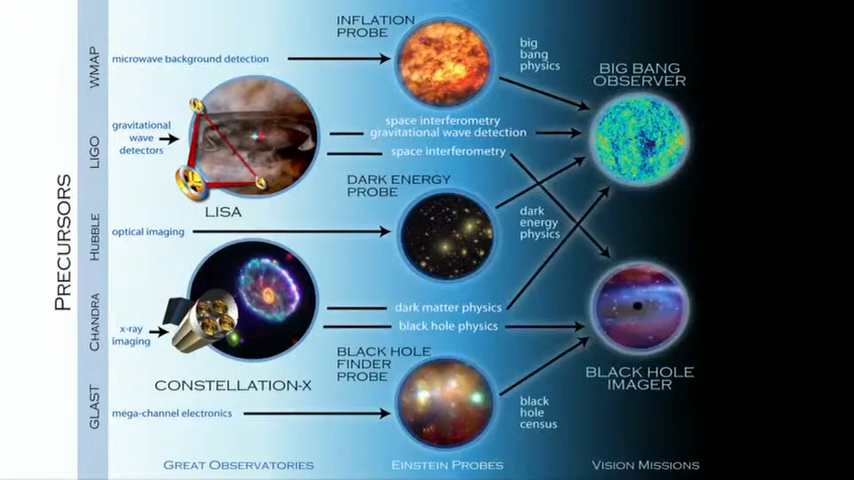 PRECURSORS
WMAP
LIGO
HUBBLE
CHANDRA
GLAST
microwave background detection
gravitational
wave
detectors
optical imaging
x-ray
imaging
mega-channel electronics
LISA
CONSTELLATION-X
GREAT OBSERVATORIES
INFLATION
PROBE
space interferometry
gravitational wave detection
space interferometry
DARK ENERGY
PROBE
dark matter physics
black hole physics
BLACK HOLE
FINDER
PROBE
EINSTEIN PROBES
big
bang
physics
dark
energy
physics
black
hole
census
BIG BANG
OBSERVER
BLACK HOLE
IMAGER
VISION MISSIONS